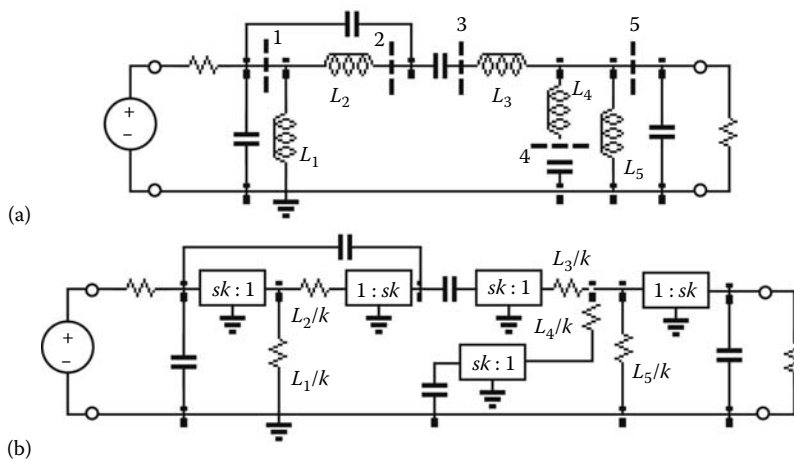 1
2
3
5
L2
L3
L4
+
−
L1
4
L5
(a)
L3/k
sk : 1
1 : sk
sk : 1
1 : sk
L2/k
L4/k
+
−
L1/k
sk : 1
L5/k
(b)